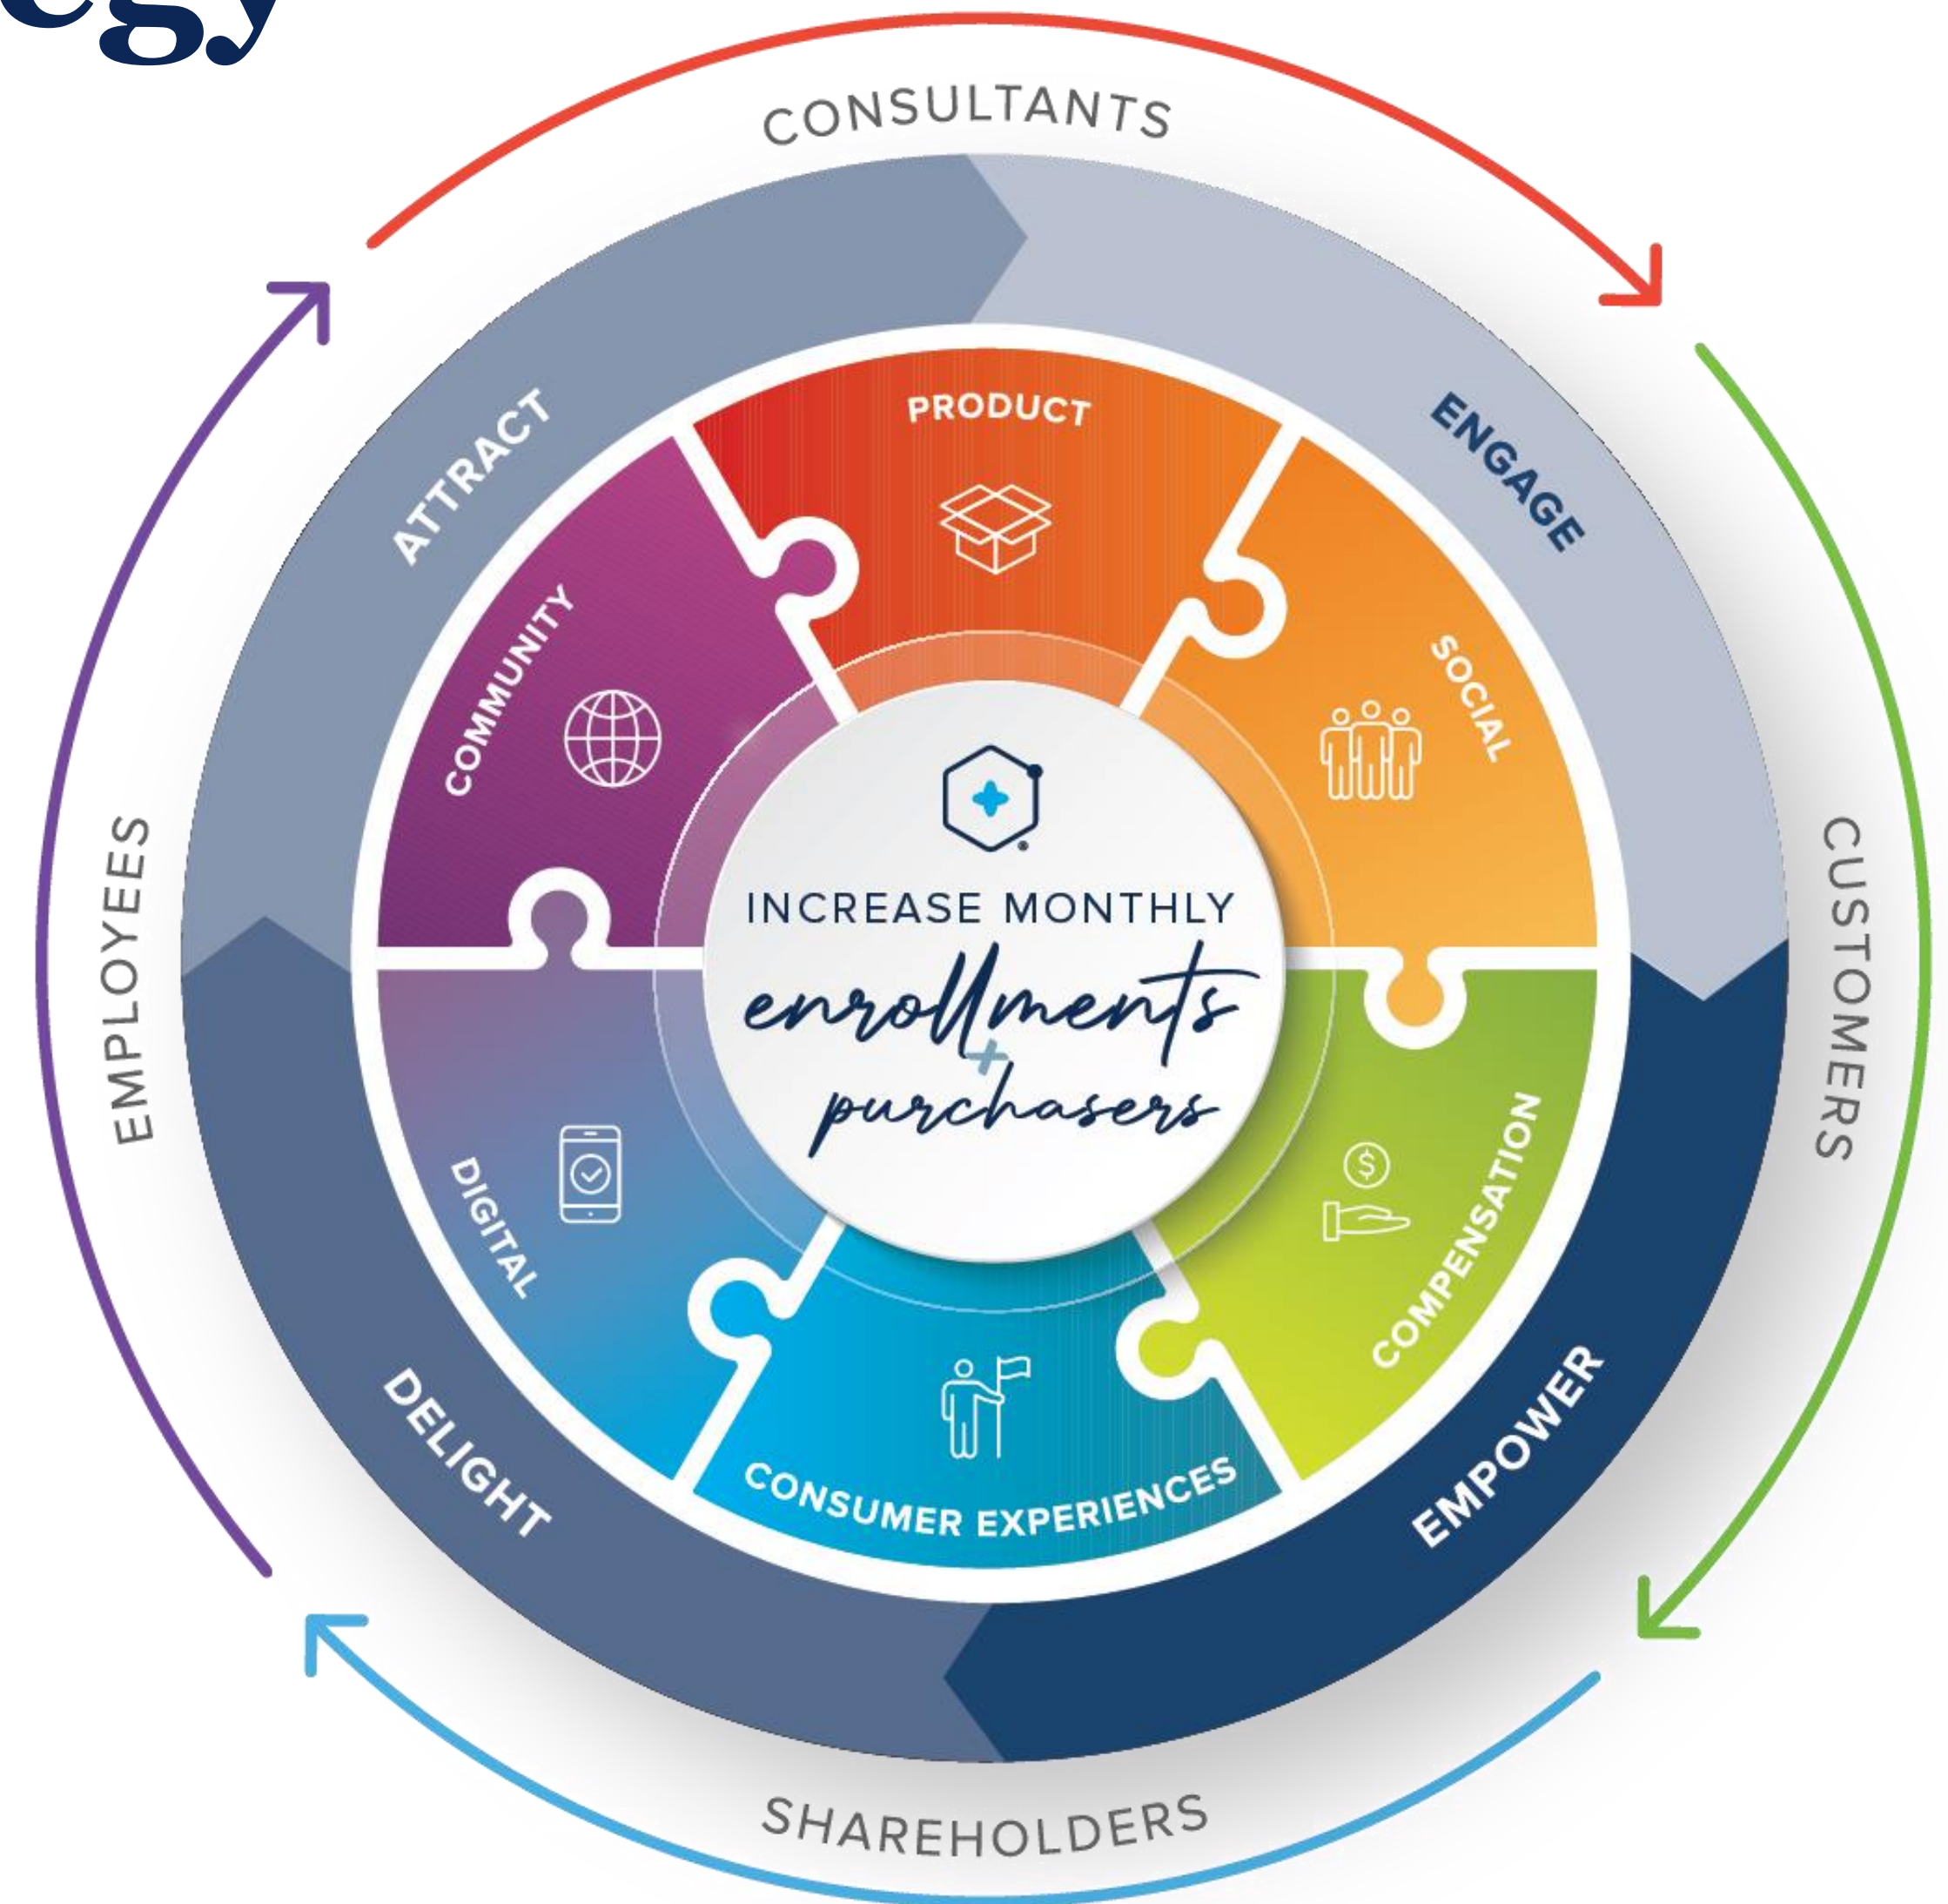 egy
CONSULTANTS
ATTRACT
ENGAGE
PRODUCT
COMMUNITY
SOCIAL
EMPLOYEES
CUSTOMERS
INCREASE MONTHLY
enrollments
+
purchasers
DIGITAL
COMPENSATION
CONSUMER EXPERIENCES
DELIGHT
EMPOWER
SHAREHOLDERS